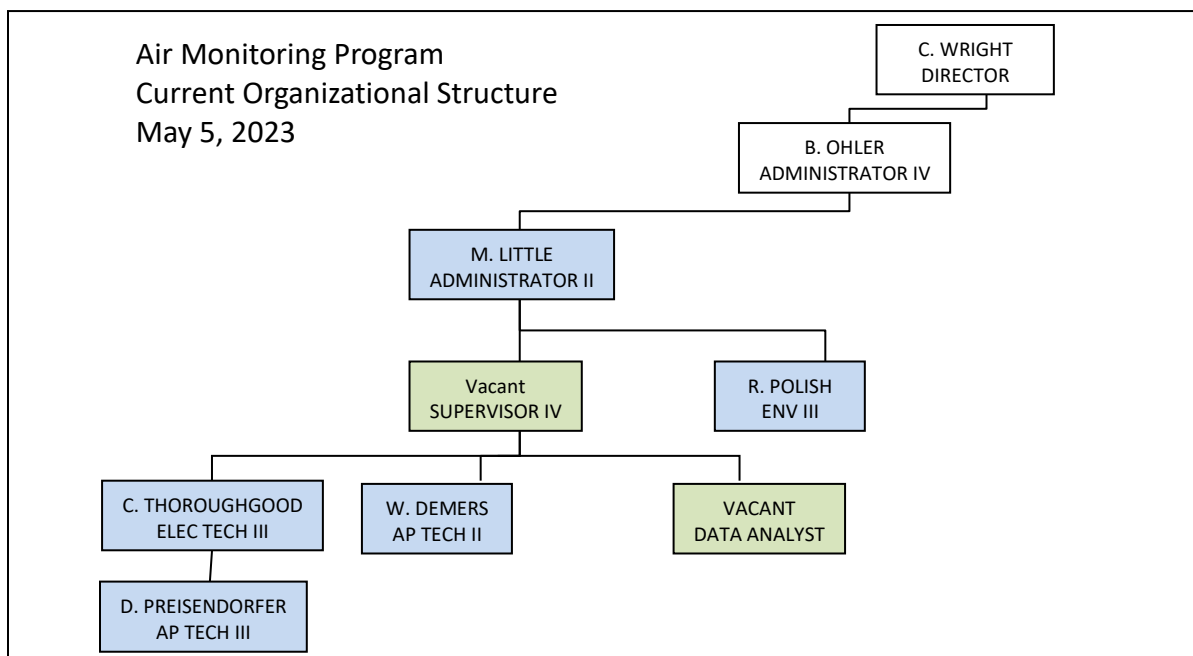 Air Monitoring Program
Current Organizational Structure
May 5, 2023
C. WRIGHT
DIRECTOR
B. OHLER
ADMINISTRATOR IV
M. LITTLE
ADMINISTRATOR II
Vacant
SUPERVISOR IV
R. POLISH
ENV III
C. THOROUGHGOOD
ELEC TECH III
W. DEMERS
AP TECH II
VACANT
DATA ANALYST
D. PREISENDORFER
AP TECH III